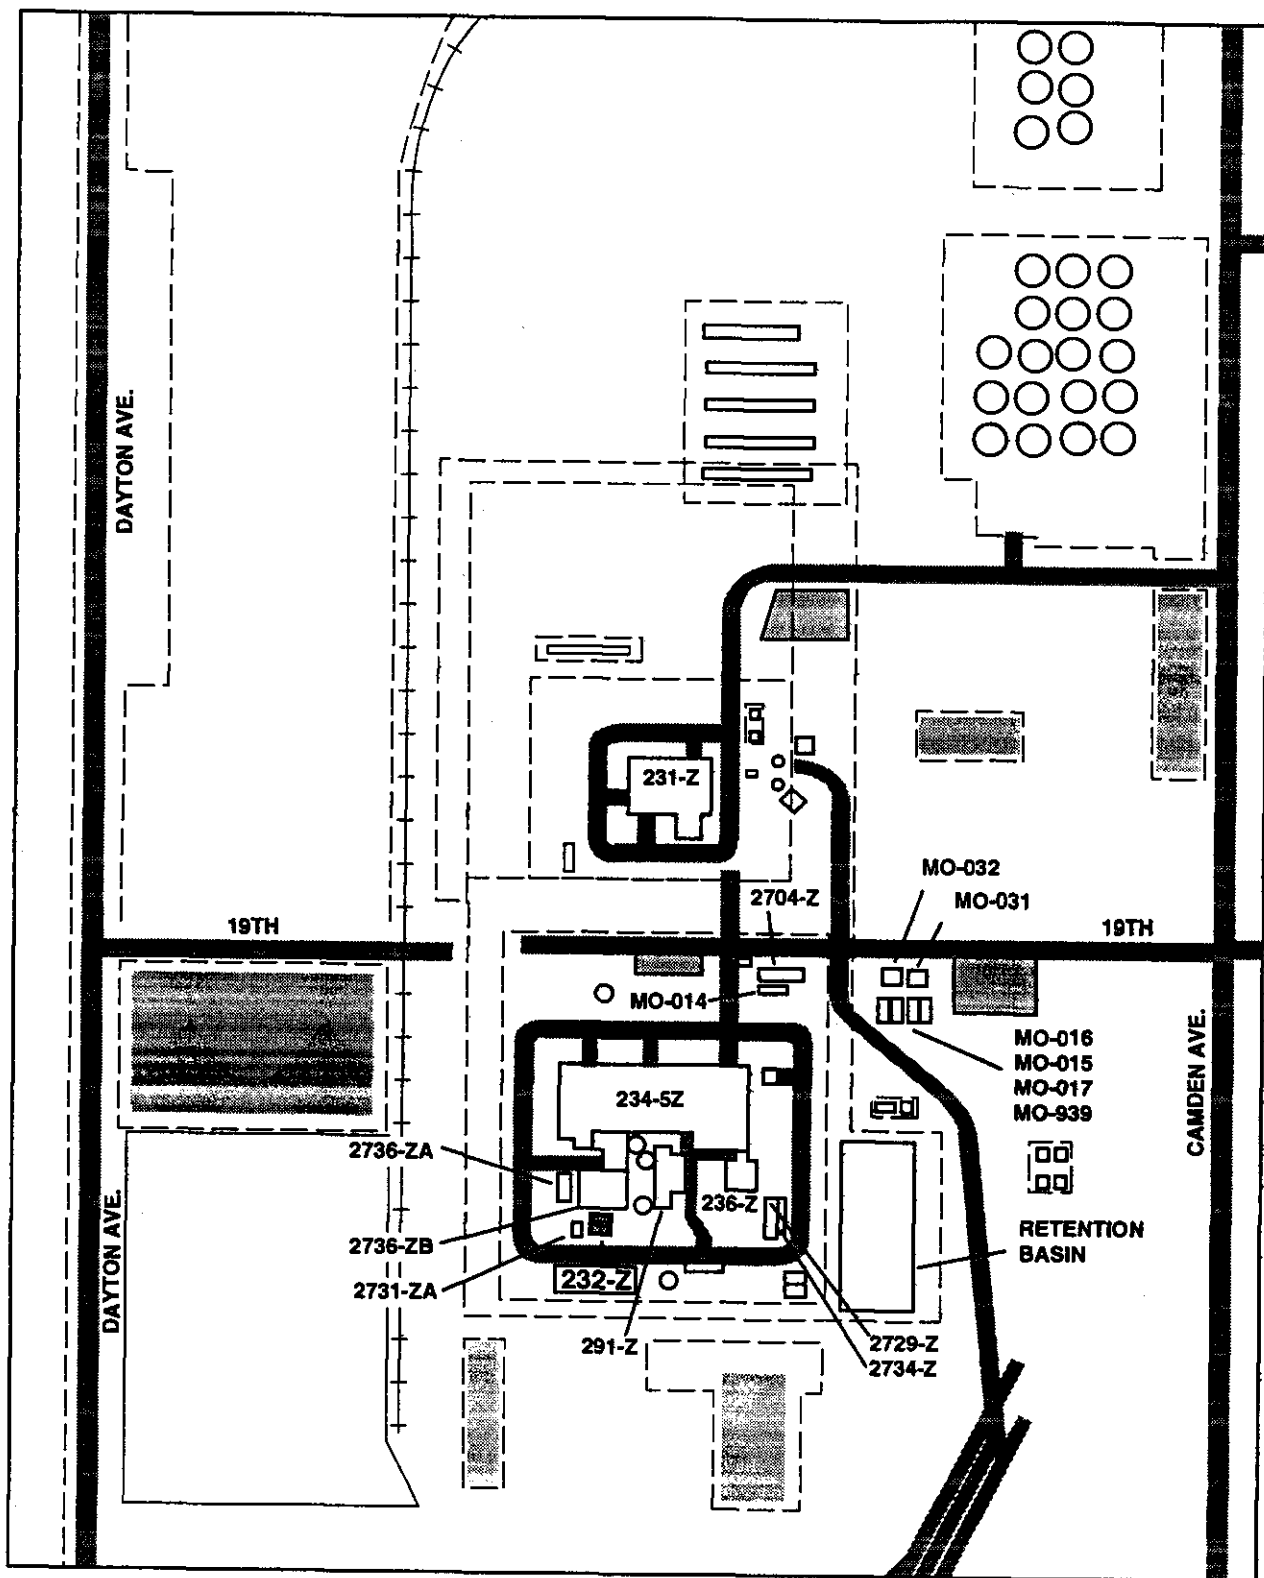 DAYTON AVE.
231-Z
MO-032
2704-Z
MO-031
19TH
19TH
MO-014
MO-016
MO-015
MO-017
MO-939
CAMDEN AVE.
234-5Z
2736-ZA
236-Z
DAYTON AVE.
2736-ZB
RETENTION
BASIN
232-Z
2731-ZA
291-Z
2729-Z
2734-Z